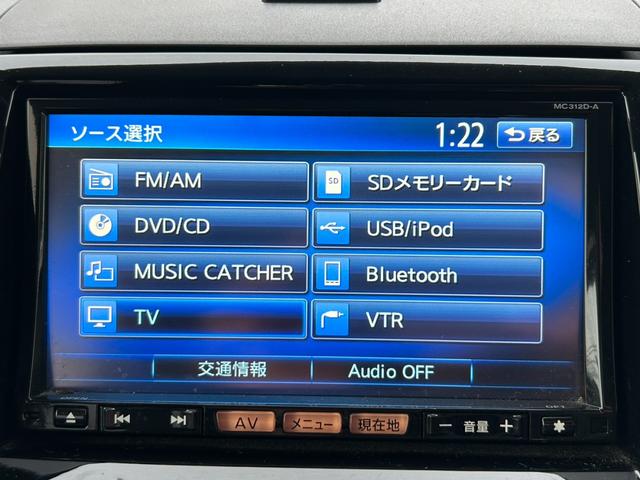 MC312D-A
ソース選択 1:22 戻る
FM/AM SD SDメモリーカード
DVD/CD USB/iPod
MUSIC CATCHER Bluetooth
TV VTR
交通情報 Audio OFF
AV メニュー 現在地 − 音量 +